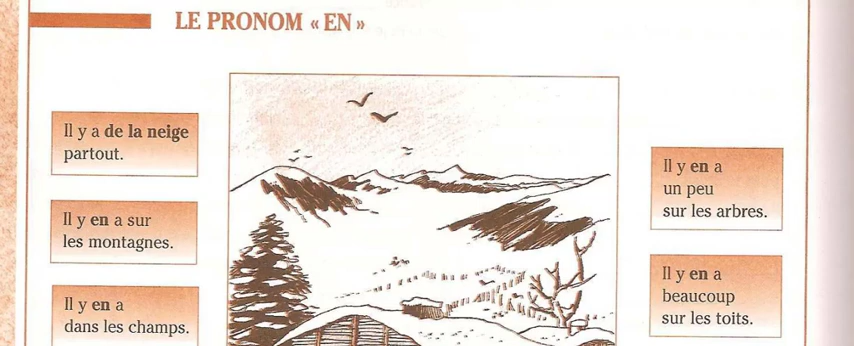 LE PRONOM « EN »
Il y a de la neige
partout.
Il y en a sur
les montagnes.
Il y en a
dans les champs.
Il y en a
un peu
sur les arbres.
Il y en a
beaucoup
sur les toits.